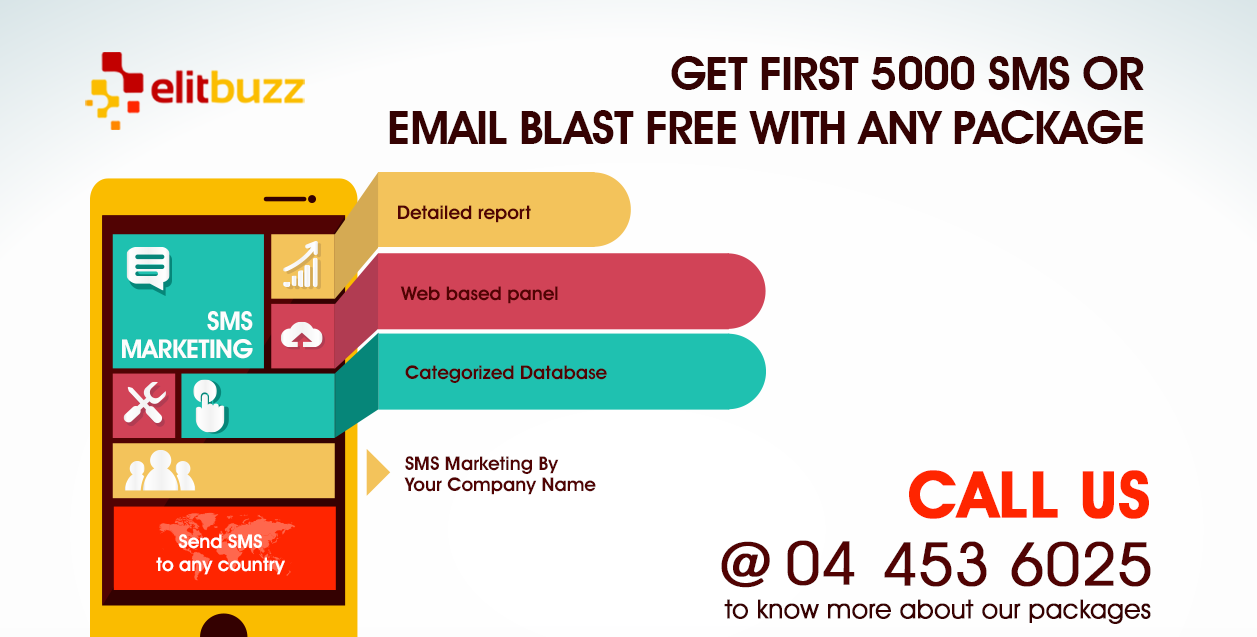 elitbuzz
GET FIRST 5000 SMS OR
EMAIL BLAST FREE WITH ANY PACKAGE
Detailed report
Web based panel
SMS
MARKETING
Categorized Database
SMS Marketing By
Your Company Name
Send SMS
to any country
CALL US
@ 04 453 6025
to know more about our packages